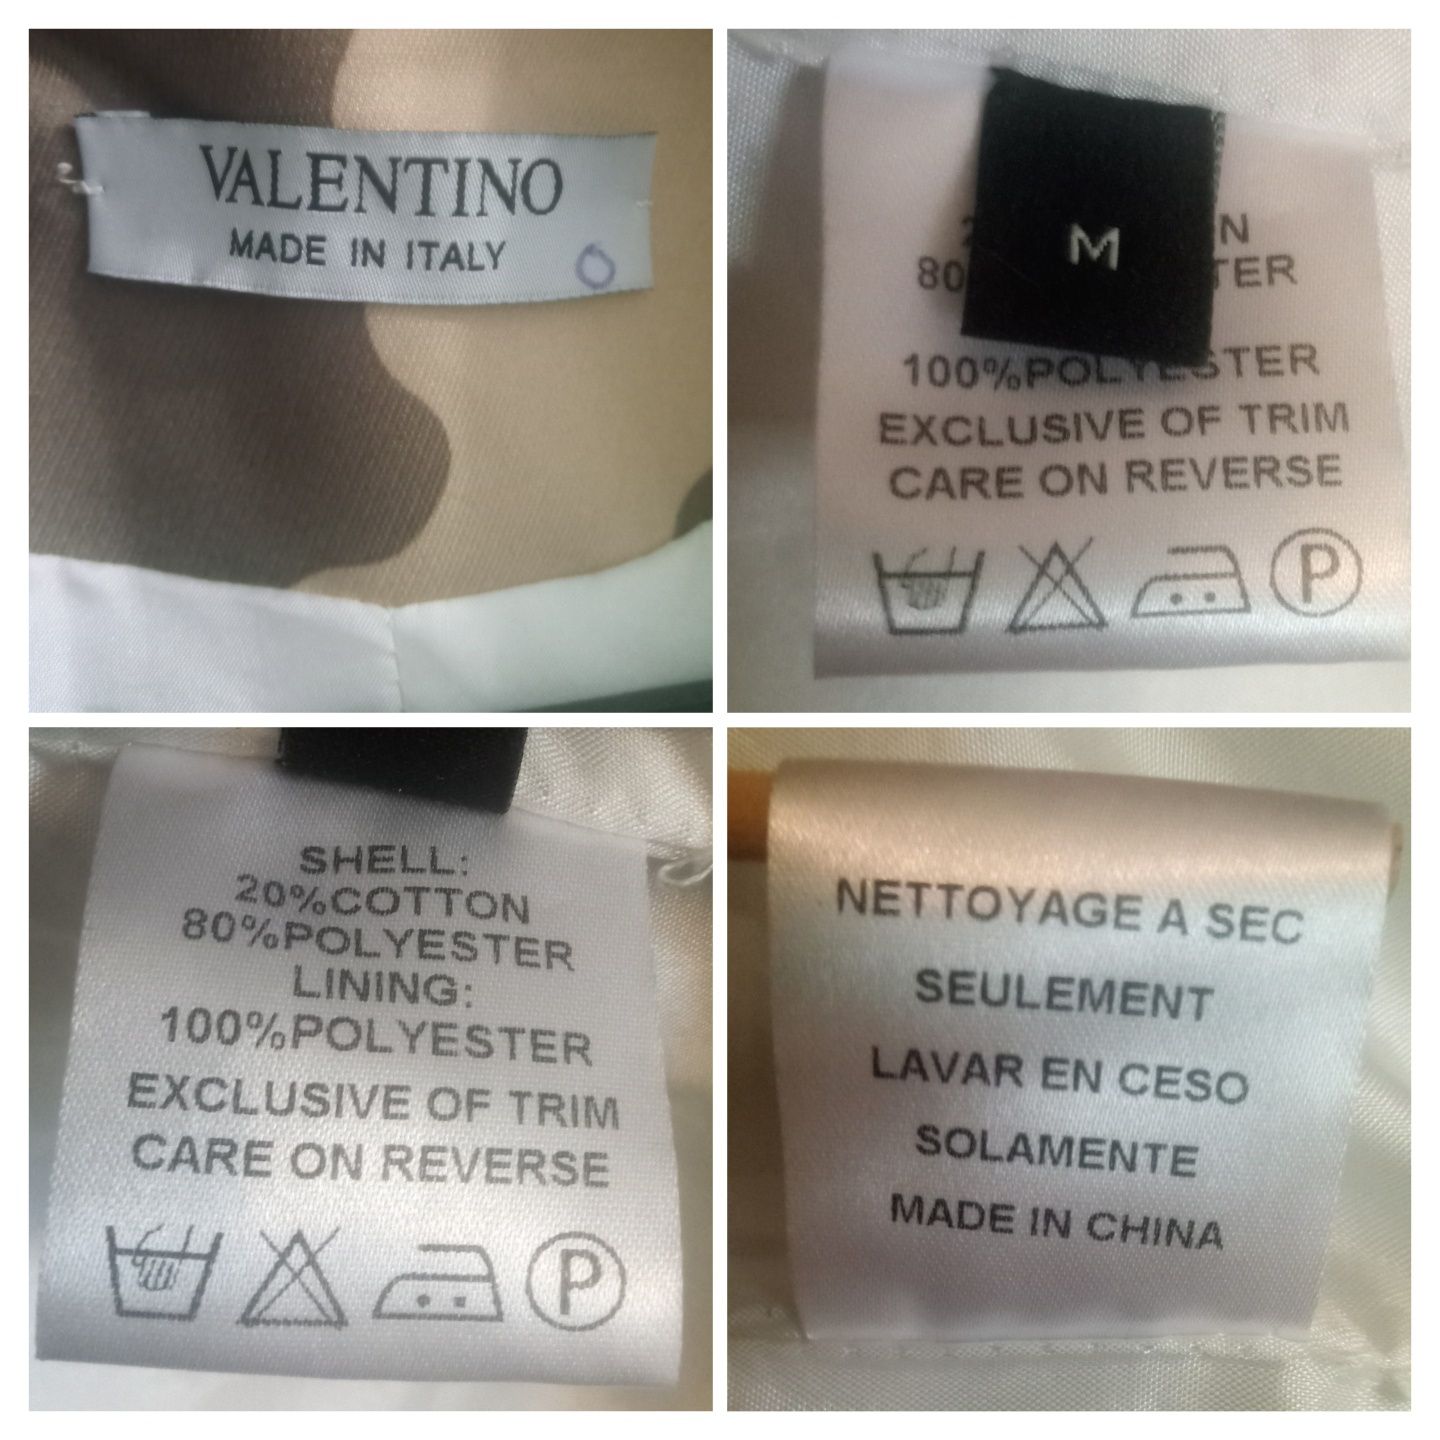 VALENTINO
MADE IN ITALY
M
N
80 TER
100%POLYESTER
EXCLUSIVE OF TRIM
CARE ON REVERSE
P
SHELL:
20%COTTON
80%POLYESTER
LINING:
100%POLYESTER
EXCLUSIVE OF TRIM
CARE ON REVERSE
P
NETTOYAGE A SEC
SEULEMENT
LAVAR EN CESO
SOLAMENTE
MADE IN CHINA